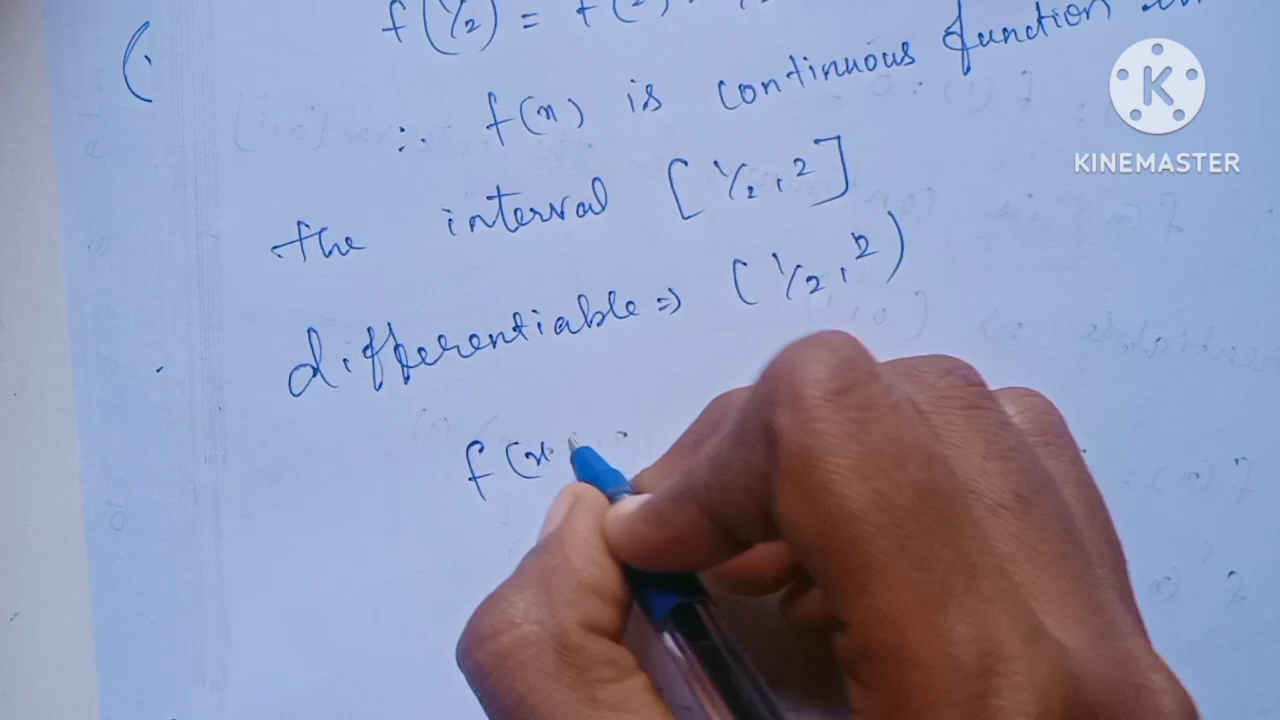 f(1/2) = f(2)
∴ f(x) is continuous function in
the interval [1/2, 2]
differentiable ⇒ (1/2, 2)
f(x
KINEMASTER